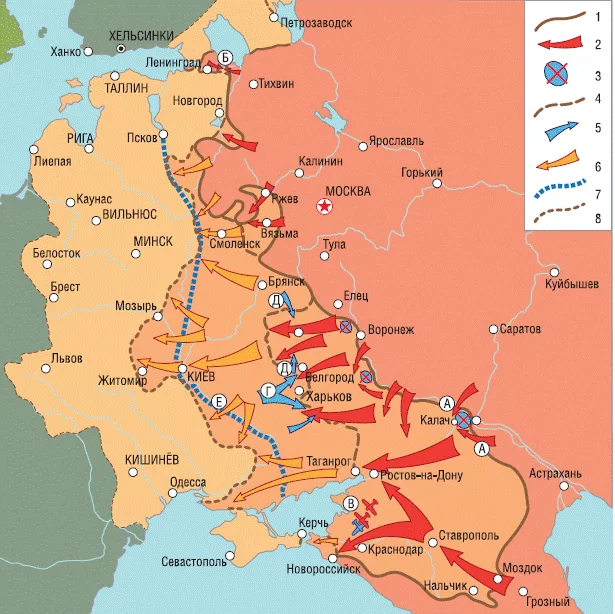 Петрозаводск
ХЕЛЬСИНКИ
Ханко
Б
Ленинград
ТАЛЛИН
Тихвин
Новгород
Псков
РИГА
Лиепая
Ярославль
Калинин
Горький
Каунас
ВИЛЬНЮС
Ржев
МОСКВА
Вязьма
Смоленск
МИНСК
Тула
Белосток
Куйбышев
Брест
Брянск
Д
Елец
Мозырь
Воронеж
Саратов
Львов
Д
Белгород
Житомир
КИЕВ
Г
Харьков
Е
А
Калач
А
КИШИНЁВ
Таганрог
Ростов-на-Дону
Астрахань
Одесса
В
Керчь
Ставрополь
Краснодар
Севастополь
Новороссийск
Моздок
Нальчик
Грозный
1
2
3
4
5
6
7
8